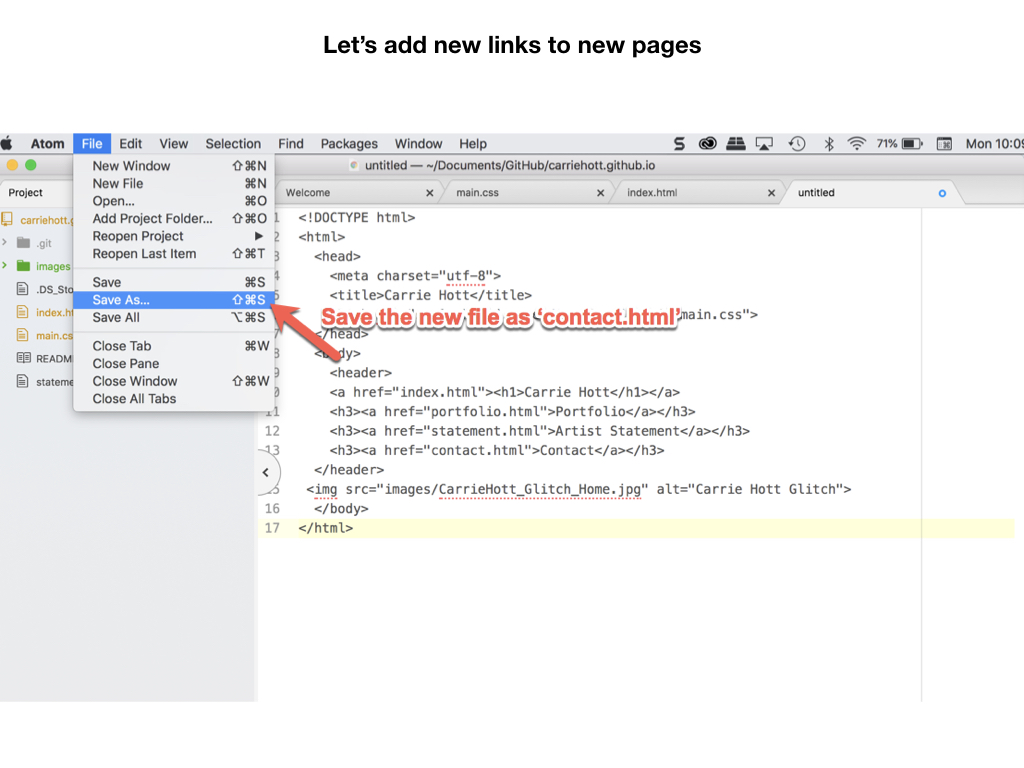 Let’s add new links to new pages
Atom File Edit View Selection Find Packages Window Help S 71% Mon 10:09
New Window ⇧⌘N
New File ⌘N
Open... ⌘O
Add Project Folder... ⇧⌘O
Reopen Project ▶
Reopen Last Item ⇧⌘T
Save ⌘S
Save As... ⇧⌘S
Save All ⌥⌘S
Close Tab ⌘W
Close Pane
Close Window ⇧⌘W
Close All Tabs
untitled — ~/Documents/GitHub/carriehott.github.io
Project
carriehott.g
.git
images
.DS_Sto
index.ht
main.cs
READM
stateme
Welcome × main.css × index.html × untitled
1 <!DOCTYPE html>
2 <html>
3 <head>
4 <meta charset="utf-8">
5 <title>Carrie Hott</title>
main.css">
Save the new file as ‘contact.html’
7 </head>
8 <body>
9 <header>
10 <a href="index.html"><h1>Carrie Hott</h1></a>
11 <h3><a href="portfolio.html">Portfolio</a></h3>
12 <h3><a href="statement.html">Artist Statement</a></h3>
13 <h3><a href="contact.html">Contact</a></h3>
</header>
15 <img src="images/CarrieHott_Glitch_Home.jpg" alt="Carrie Hott Glitch">
16 </body>
17 </html>